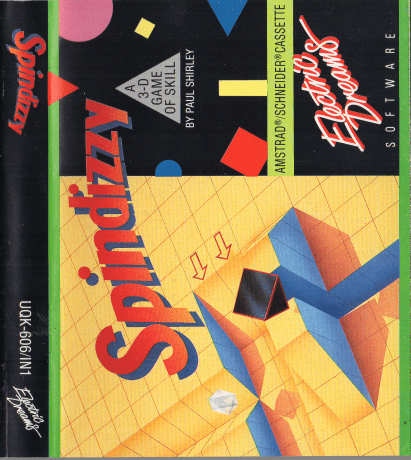 Spindizzy
UQK-606/IN1
Electric
Dreams
Spindizzy
A
3-D
GAME
OF SKILL
BY PAUL SHIRLEY
AMSTRAD®/SCHNEIDER®CASSETTE
Electric
Dreams
SOFTWARE